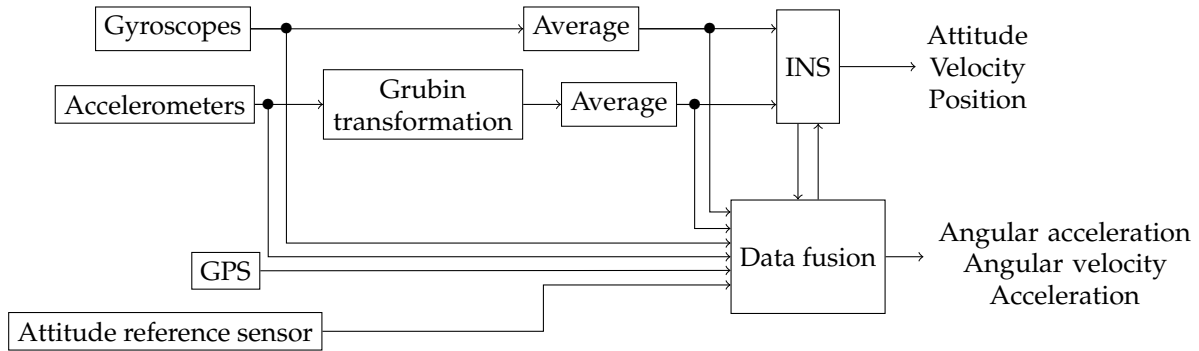 Gyroscopes
Average
INS
Attitude
Velocity
Position
Accelerometers
Grubin
transformation
Average
GPS
Data fusion
Angular acceleration
Angular velocity
Acceleration
Attitude reference sensor